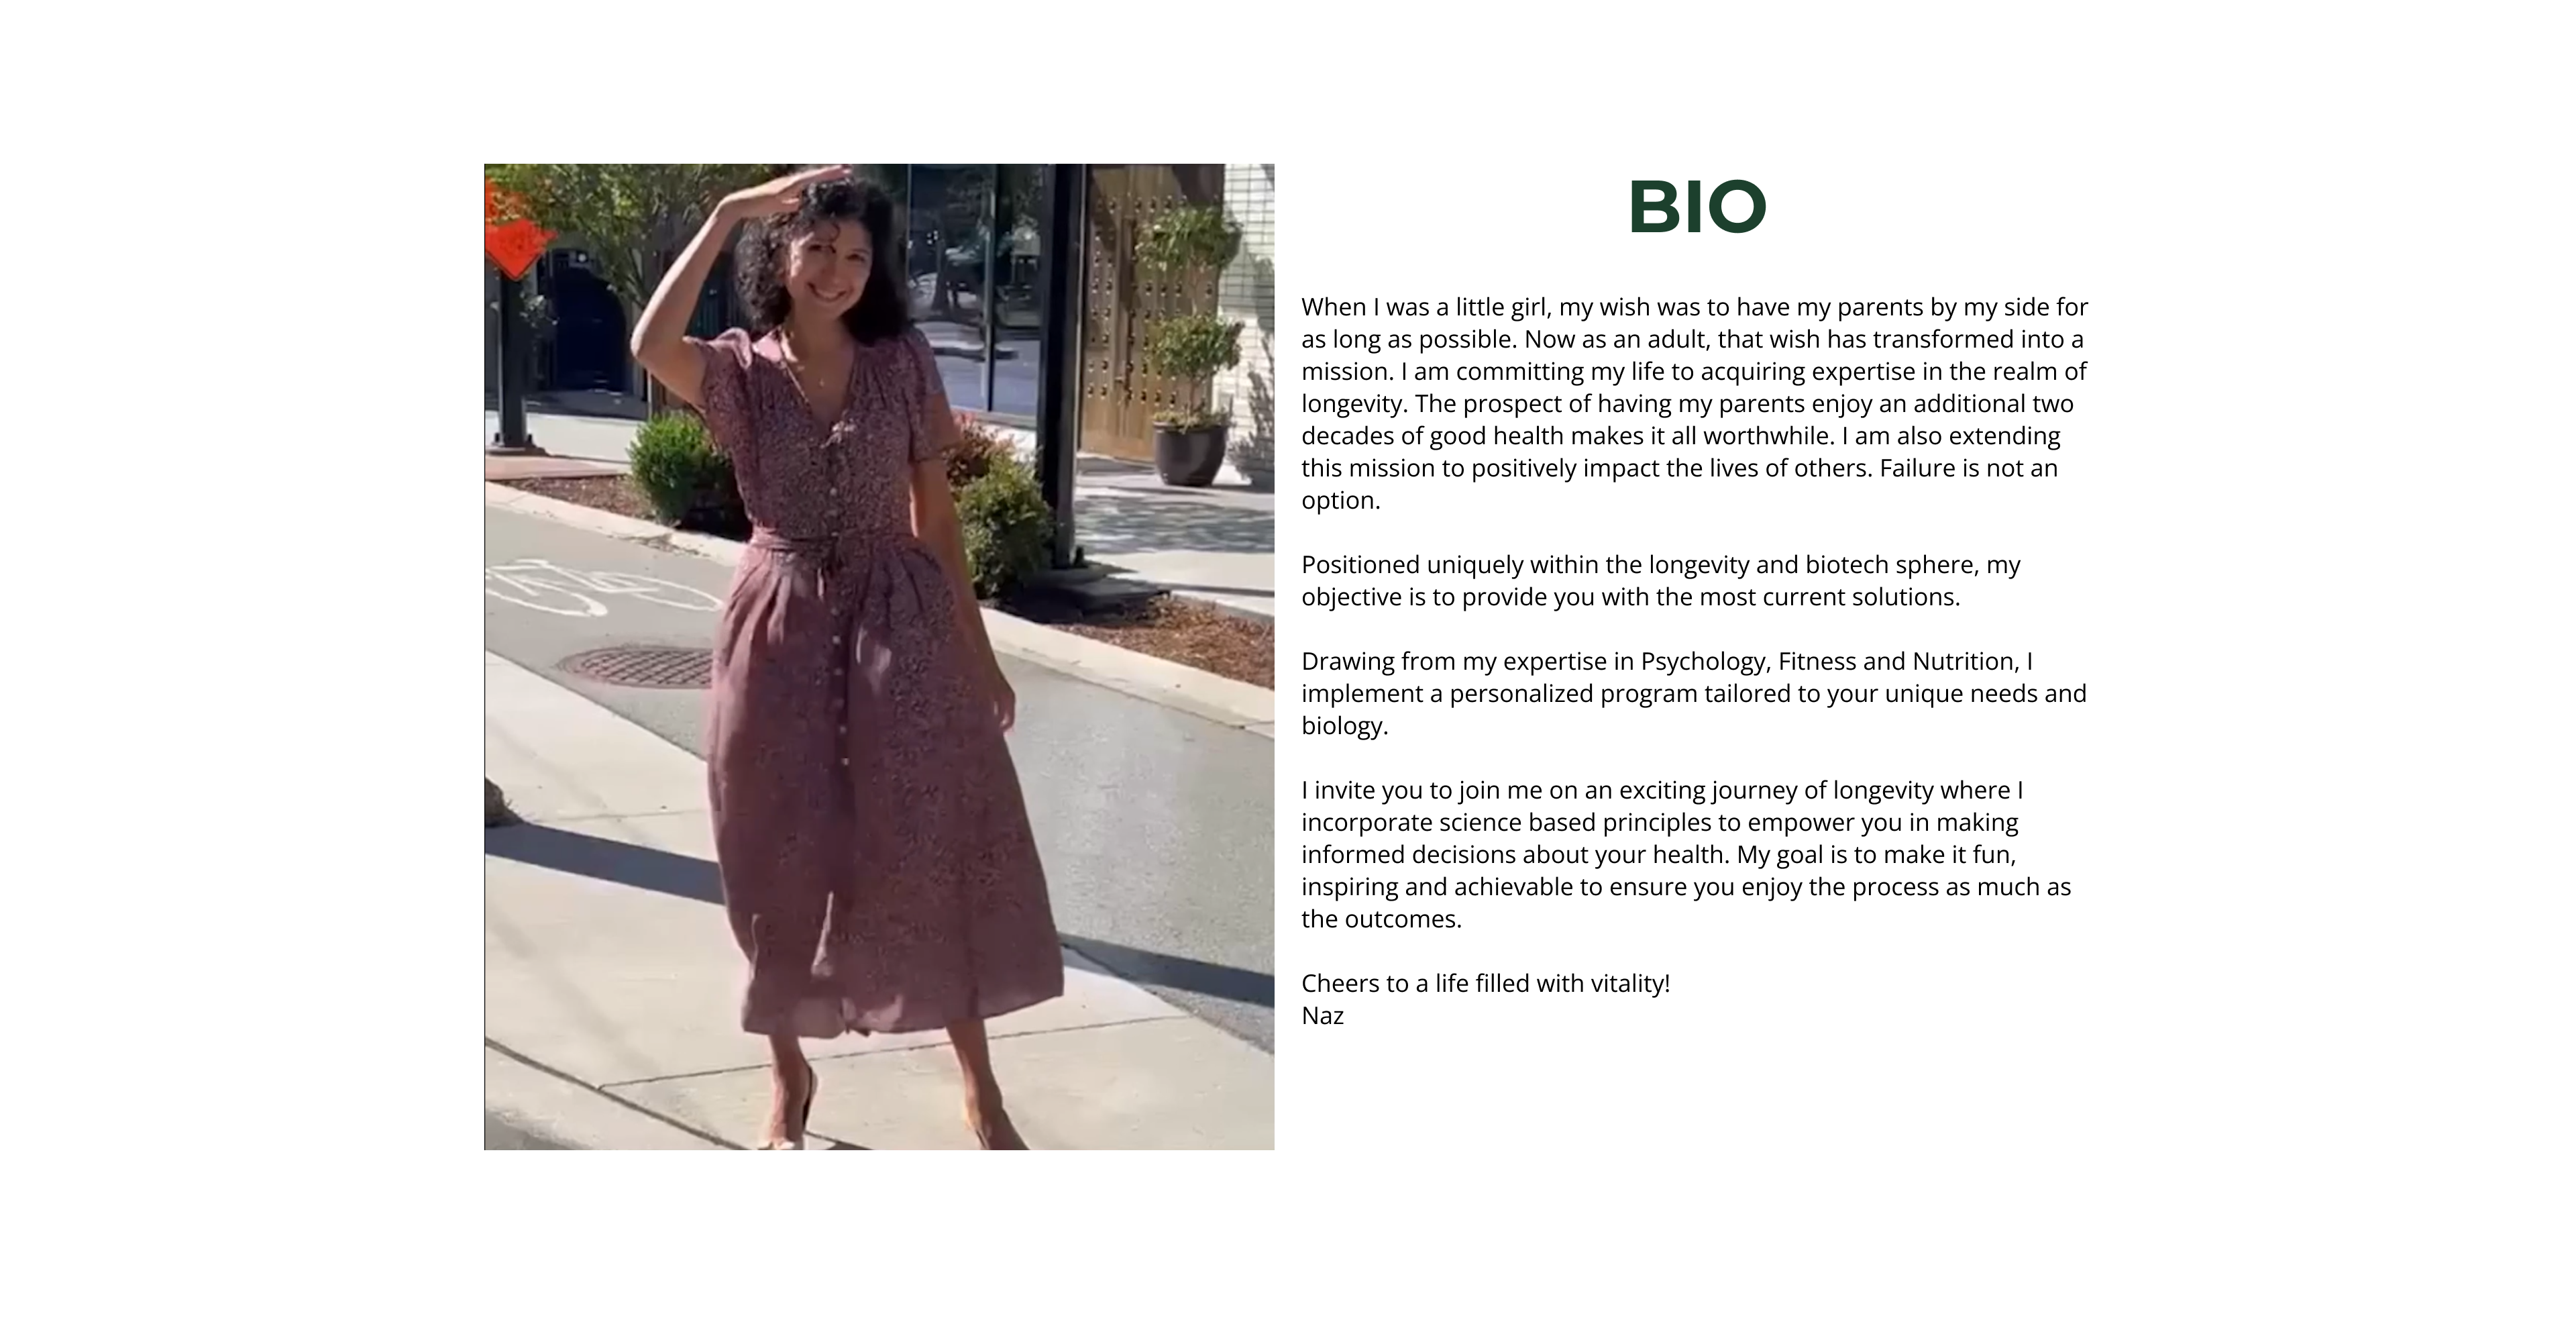 BIO
When I was a little girl, my wish was to have my parents by my side for
as long as possible. Now as an adult, that wish has transformed into a
mission. I am committing my life to acquiring expertise in the realm of
longevity. The prospect of having my parents enjoy an additional two
decades of good health makes it all worthwhile. I am also extending
this mission to positively impact the lives of others. Failure is not an
option.
Positioned uniquely within the longevity and biotech sphere, my
objective is to provide you with the most current solutions.
Drawing from my expertise in Psychology, Fitness and Nutrition, I
implement a personalized program tailored to your unique needs and
biology.
I invite you to join me on an exciting journey of longevity where I
incorporate science based principles to empower you in making
informed decisions about your health. My goal is to make it fun,
inspiring and achievable to ensure you enjoy the process as much as
the outcomes.
Cheers to a life filled with vitality!
Naz